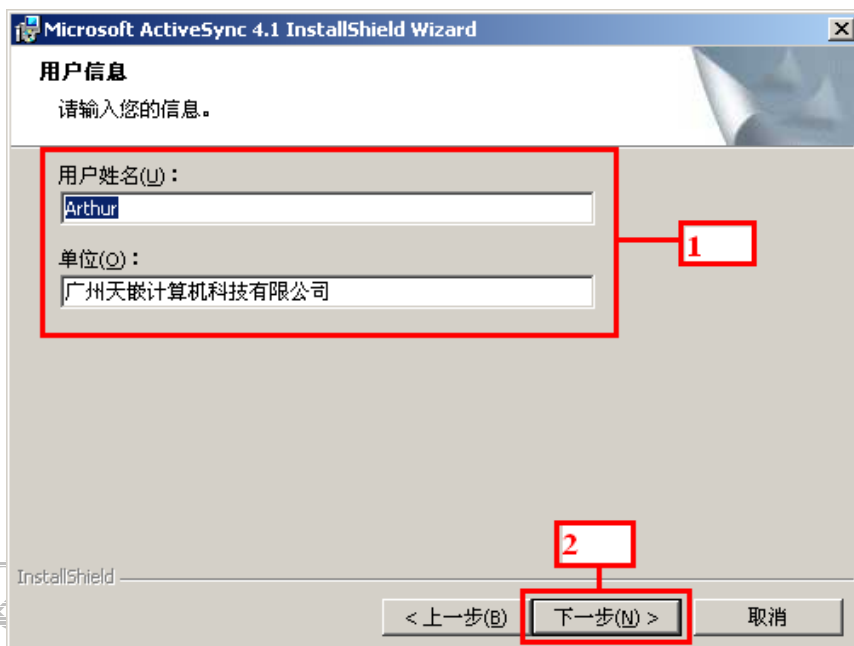 Microsoft ActiveSync 4.1 InstallShield Wizard
用户信息
请输入您的信息。
用户姓名(U)：
Arthur
1
单位(O)：
广州天嵌计算机科技有限公司
2
InstallShield
< 上一步(B)
下一步(N) >
取消